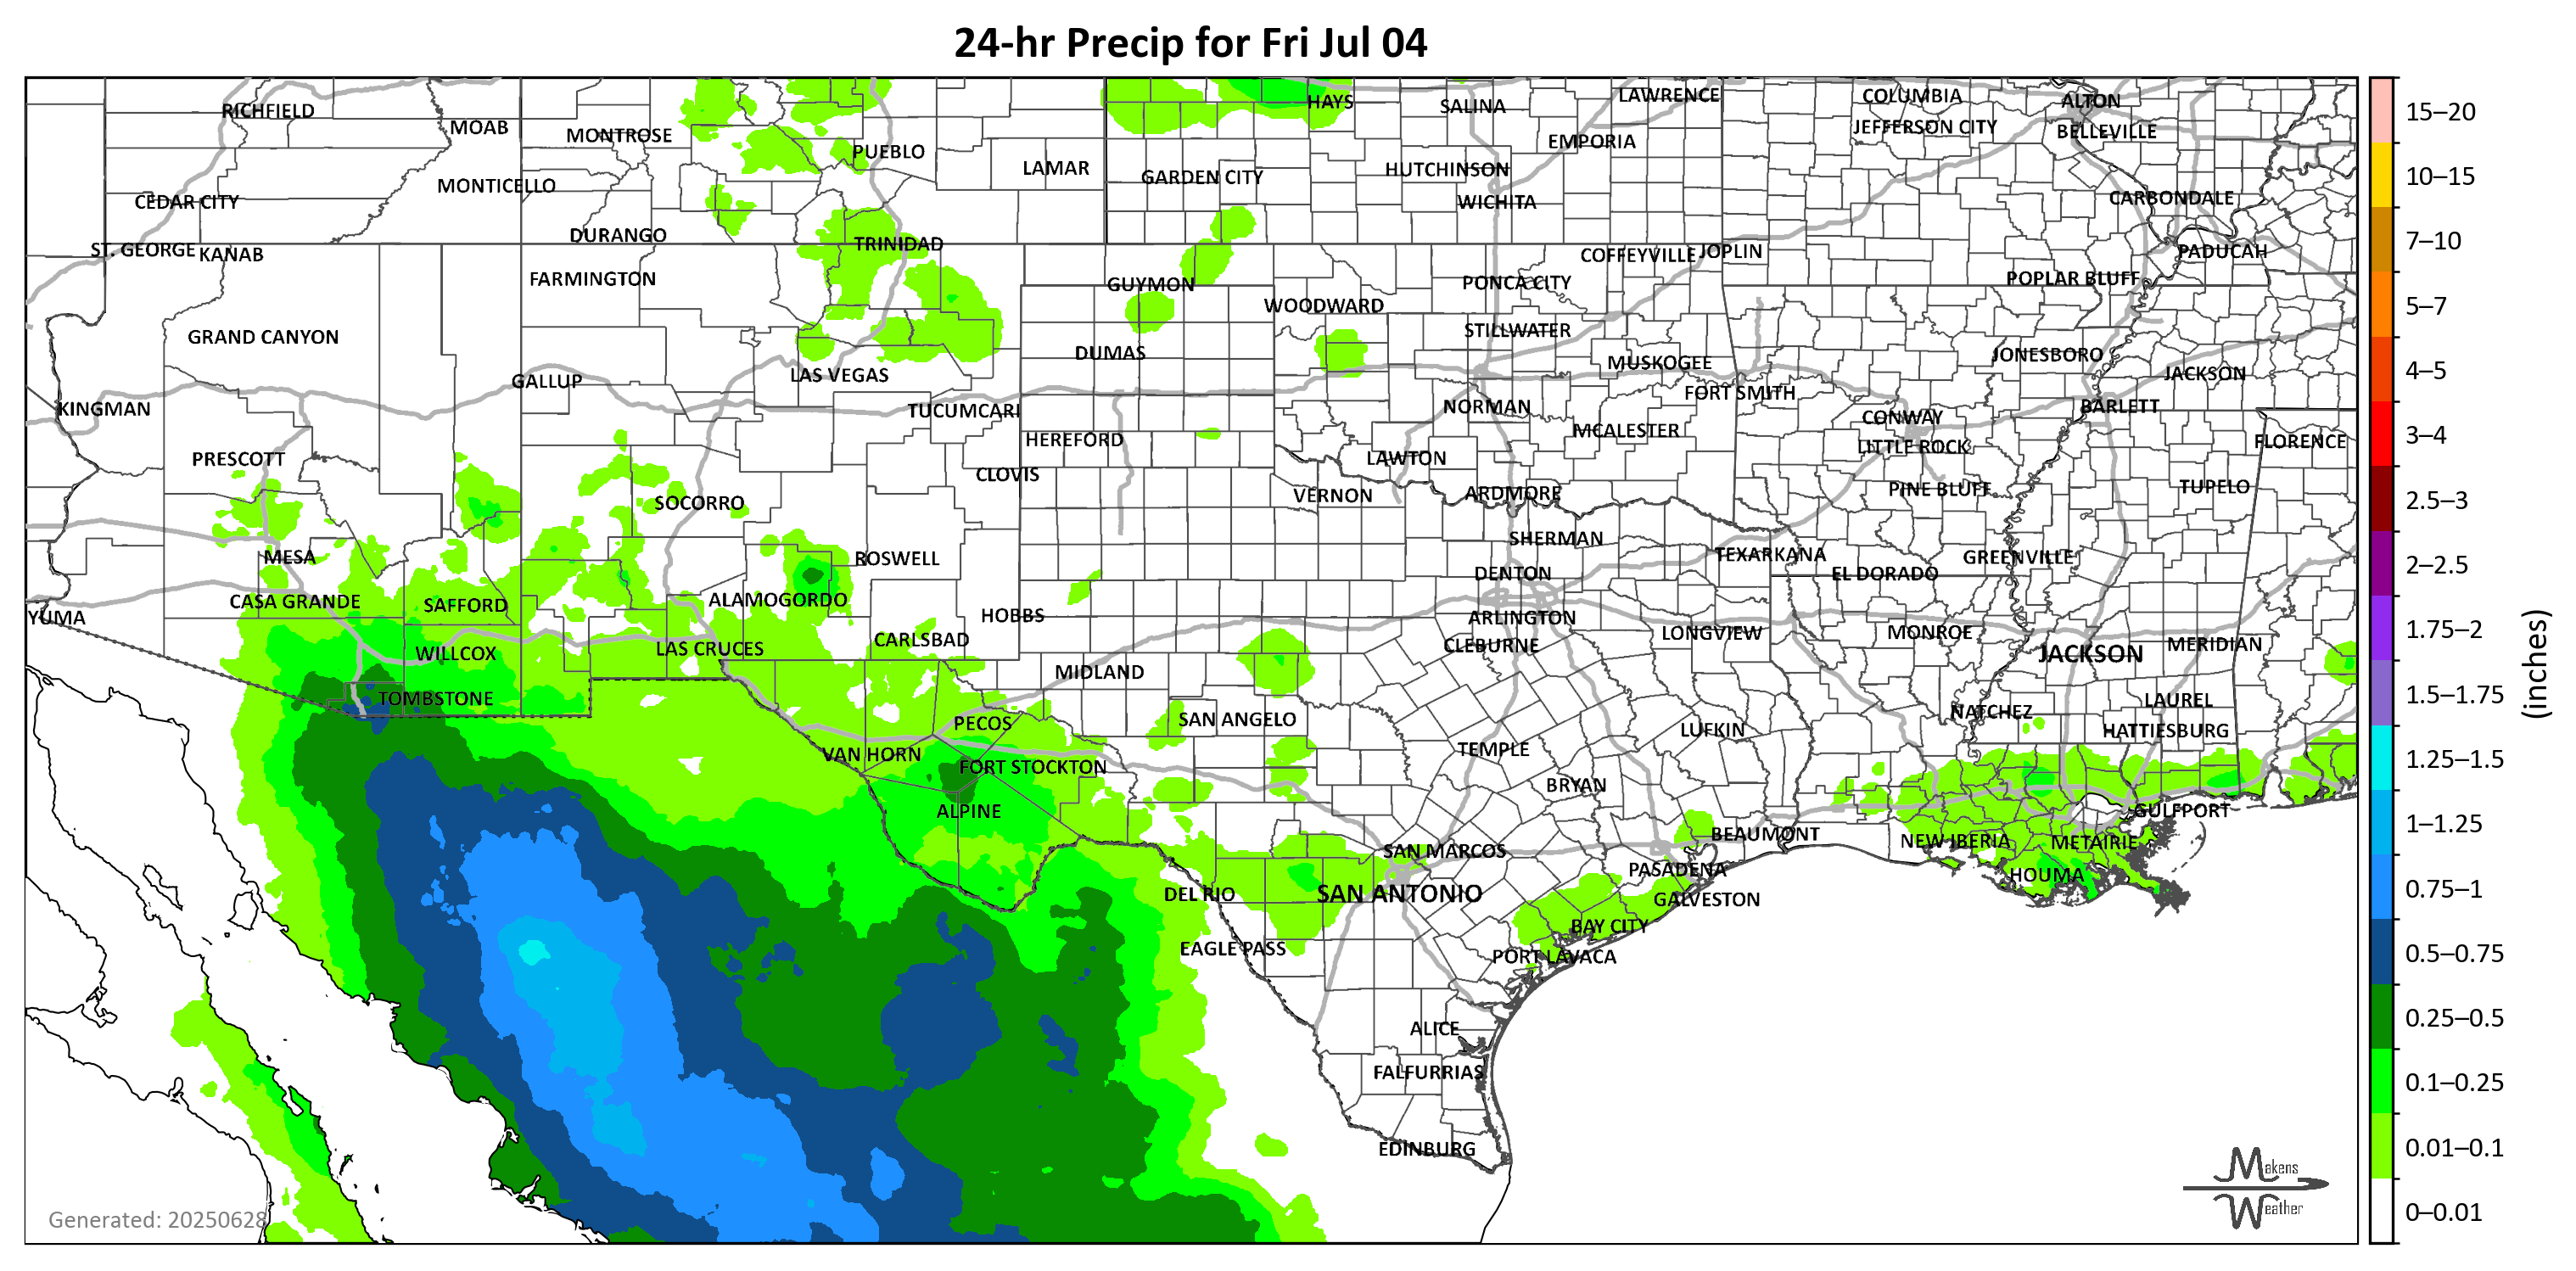 24-hr Precip for Fri Jul 04
RICHFIELD
MOAB
MONTROSE
PUEBLO
LAMAR
HAYS
SALINA
LAWRENCE
COLUMBIA
ALTON
JEFFERSON CITY
BELLEVILLE
EMPORIA
HUTCHINSON
GARDEN CITY
MONTICELLO
CEDAR CITY
WICHITA
CARBONDALE
DURANGO
TRINIDAD
ST. GEORGE
KANAB
COFFEYVILLE
JOPLIN
PADUCAH
FARMINGTON
GUYMON
PONCA CITY
POPLAR BLUFF
WOODWARD
GRAND CANYON
STILLWATER
DUMAS
MUSKOGEE
JONESBORO
JACKSON
GALLUP
LAS VEGAS
FORT SMITH
KINGMAN
TUCUMCARI
NORMAN
CONWAY
BARLETT
HEREFORD
MCALESTER
LITTLE ROCK
FLORENCE
PRESCOTT
CLOVIS
LAWTON
SOCORRO
VERNON
ARDMORE
PINE BLUFF
TUPELO
MESA
ROSWELL
SHERMAN
TEXARKANA
GREENVILLE
DENTON
EL DORADO
CASA GRANDE
SAFFORD
ALAMOGORDO
YUMA
HOBBS
ARLINGTON
CARLSBAD
CLEBURNE
LONGVIEW
MONROE
MERIDIAN
WILLCOX
LAS CRUCES
JACKSON
MIDLAND
TOMBSTONE
LAUREL
PECOS
SAN ANGELO
NATCHEZ
LUFKIN
HATTIESBURG
VAN HORN
TEMPLE
FORT STOCKTON
BRYAN
ALPINE
GULFPORT
BEAUMONT
SAN MARCOS
NEW IBERIA
METAIRIE
PASADENA
HOUMA
DEL RIO
SAN ANTONIO
GALVESTON
BAY CITY
EAGLE PASS
PORT LAVACA
ALICE
FALFURRIAS
EDINBURG
Generated: 20250628
Makens
Weather
15–20
10–15
7–10
5–7
4–5
3–4
2.5–3
2–2.5
1.75–2
1.5–1.75
1.25–1.5
1–1.25
0.75–1
0.5–0.75
0.25–0.5
0.1–0.25
0.01–0.1
0–0.01
(inches)